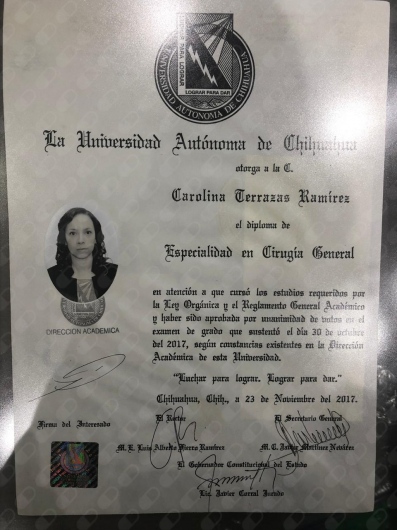 LUCHAR PARA LOGRAR
LOGRAR PARA DAR
UNIVERSIDAD AUTONOMA DE CHIHUAHUA
La Universidad Autónoma de Chihuahua
otorga a la C.
Carolina Terrazas Ramírez
el diploma de
Especialidad en Cirugía General
en atención a que cursó los estudios requeridos por
la Ley Orgánica y el Reglamento General Académico
y haber sido aprobada por unanimidad de votos en el
examen de grado que sustentó el día 30 de octubre
del 2017, según constancias existentes en la Dirección
Académica de esta Universidad.
DIRECCION ACADEMICA
"Luchar para lograr. Lograr para dar."
Chihuahua, Chih., a 23 de Noviembre del 2017.
El Rector
El Secretario General
Firma del Interesado
M.E. Luis Alberto Fierro Ramírez
M.C. Javier Martínez Nevárez
El Gobernador Constitucional del Estado
Lic. Javier Corral Jurado